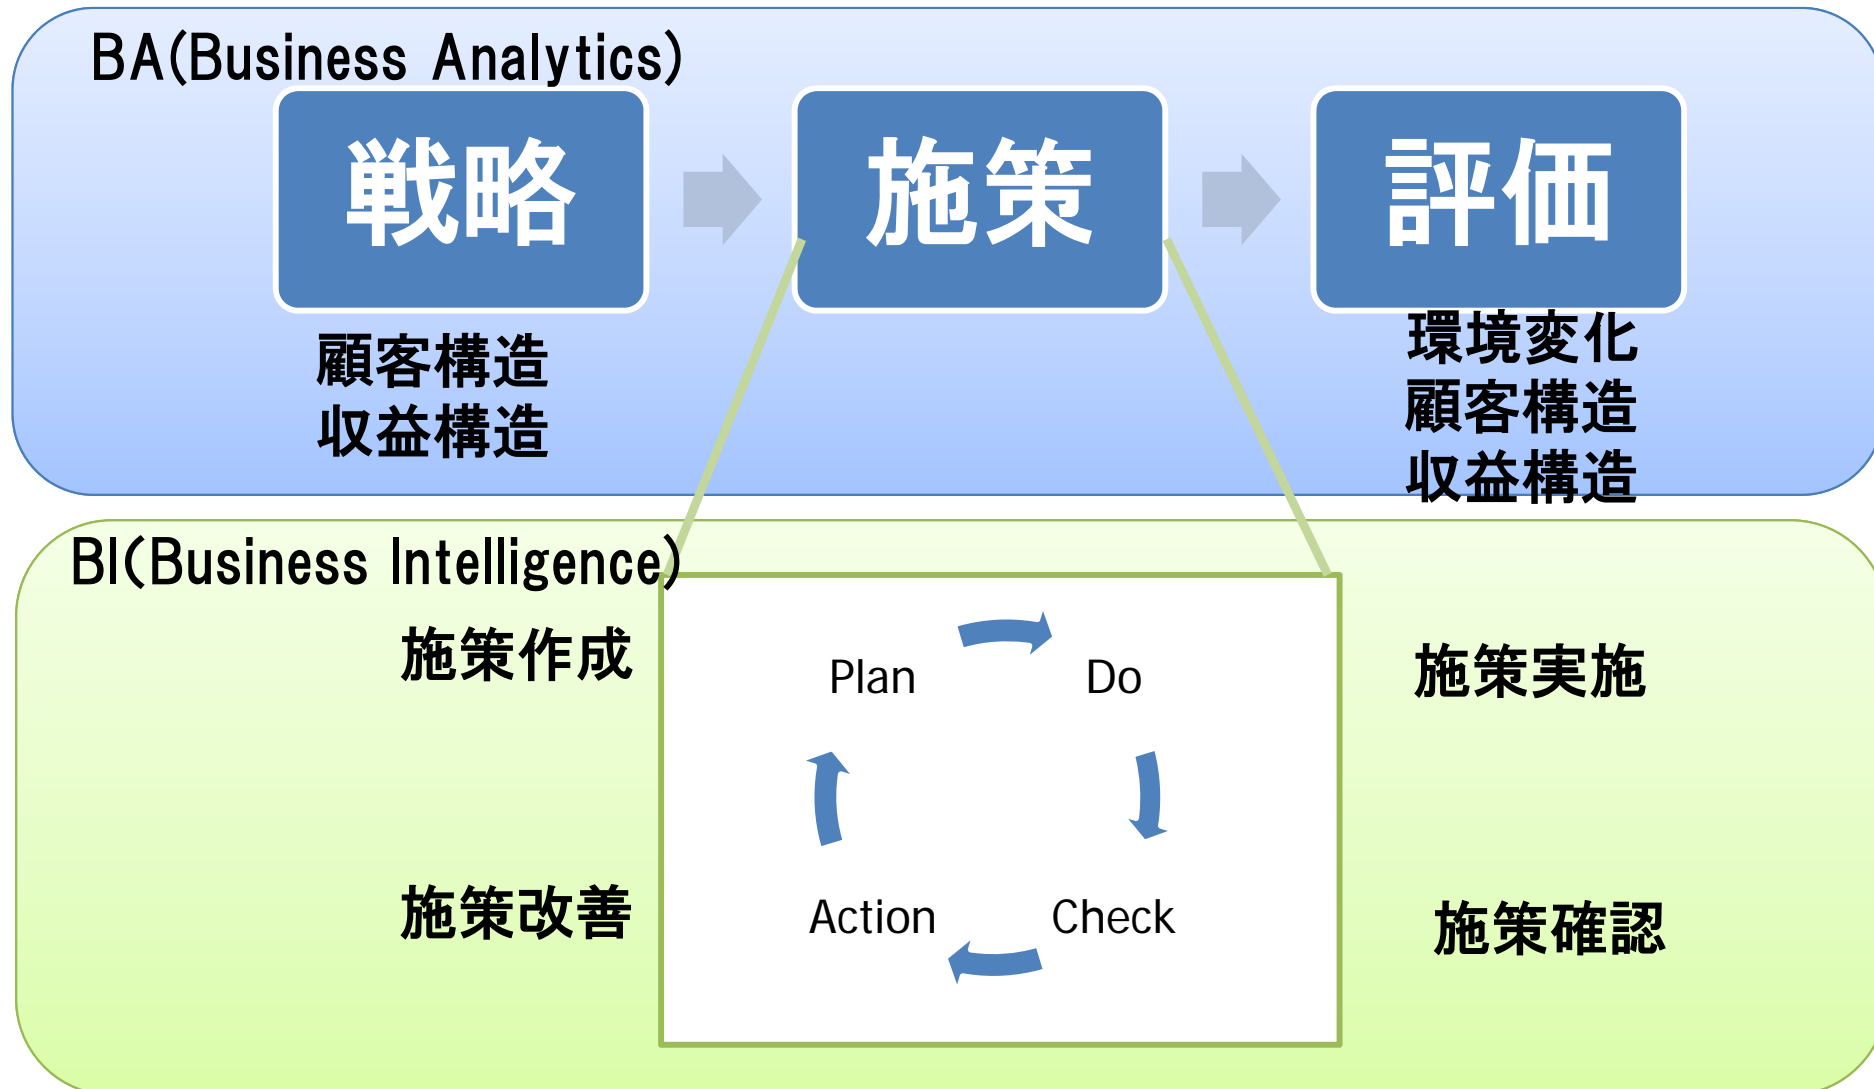 BA(Business Analytics)
戦略
施策
評価
顧客構造
収益構造
環境変化
顧客構造
収益構造
BI(Business Intelligence)
施策作成
Plan
Do
施策実施
施策改善
Action
Check
施策確認